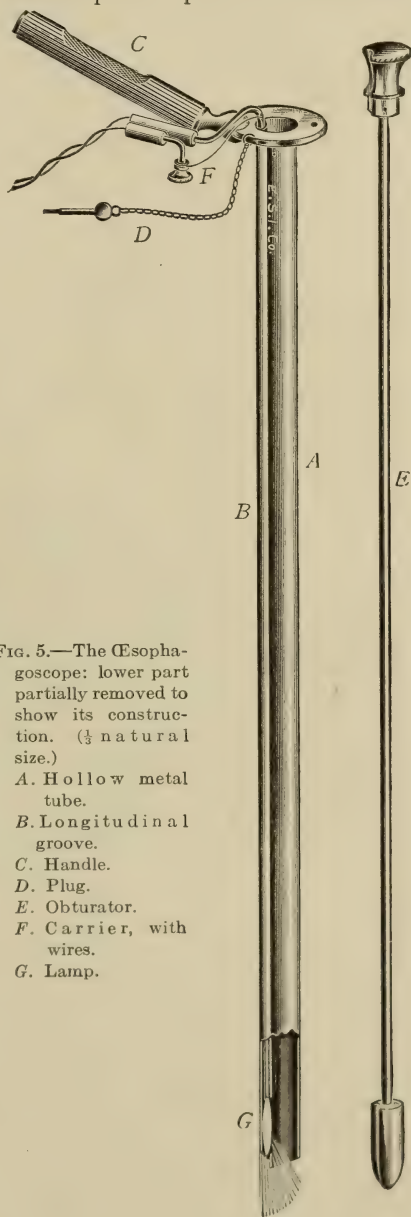 C
F
D
E. S. I. Co.
A
B
E
FIG. 5.—The Œsopha-
goscope: lower part
partially removed to
show its construc-
tion. (⅓ natural
size.)
A. Hollow metal
tube.
B. Longitudinal
groove.
C. Handle.
D. Plug.
E. Obturator.
F. Carrier, with
wires.
G. Lamp.
G